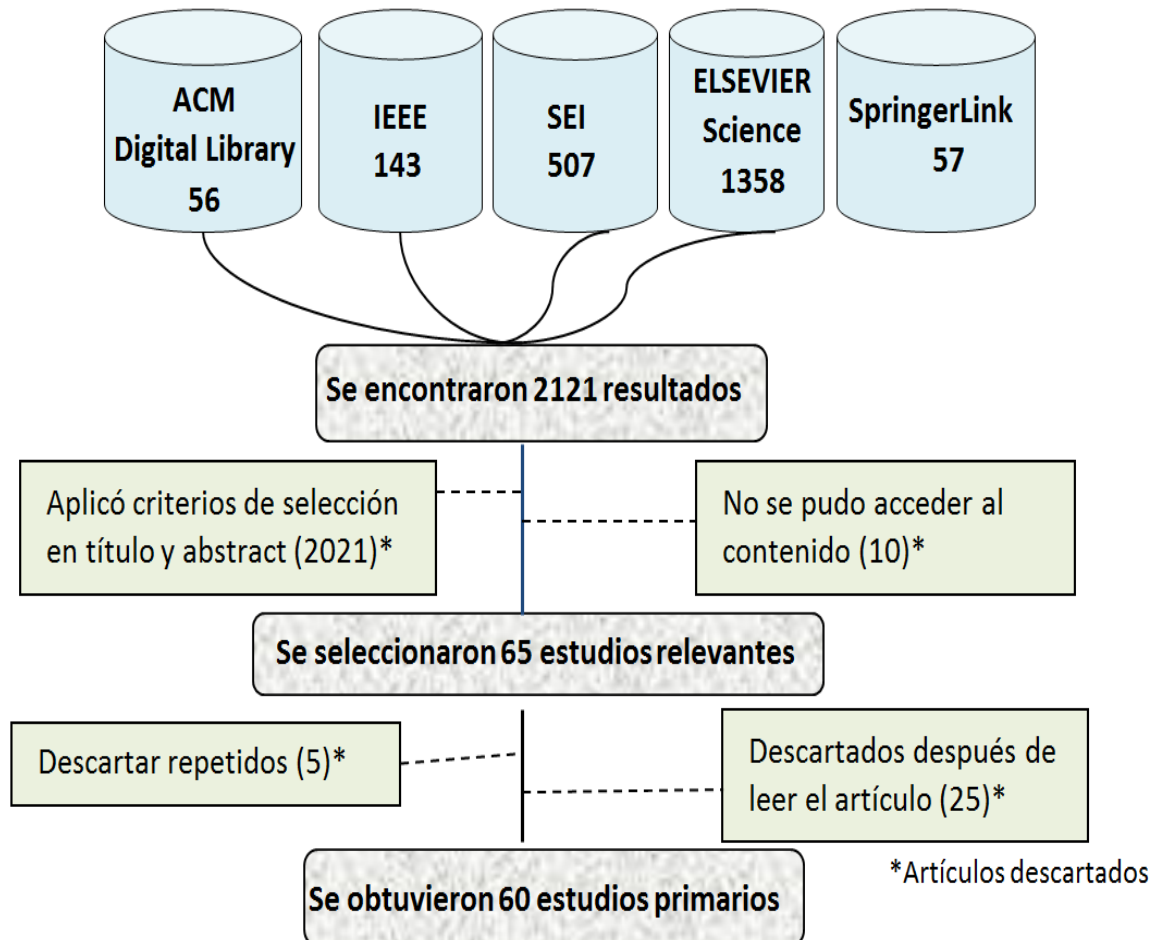 ACM
Digital Library
56
IEEE
143
SEI
507
ELSEVIER
Science
1358
SpringerLink
57
Se encontraron 2121 resultados
Aplicó criterios de selección
en título y abstract (2021)*
No se pudo acceder al
contenido (10)*
Se seleccionaron 65 estudios relevantes
Descartar repetidos (5)*
Descartados después de
leer el artículo (25)*
Se obtuvieron 60 estudios primarios
*Artículos descartados